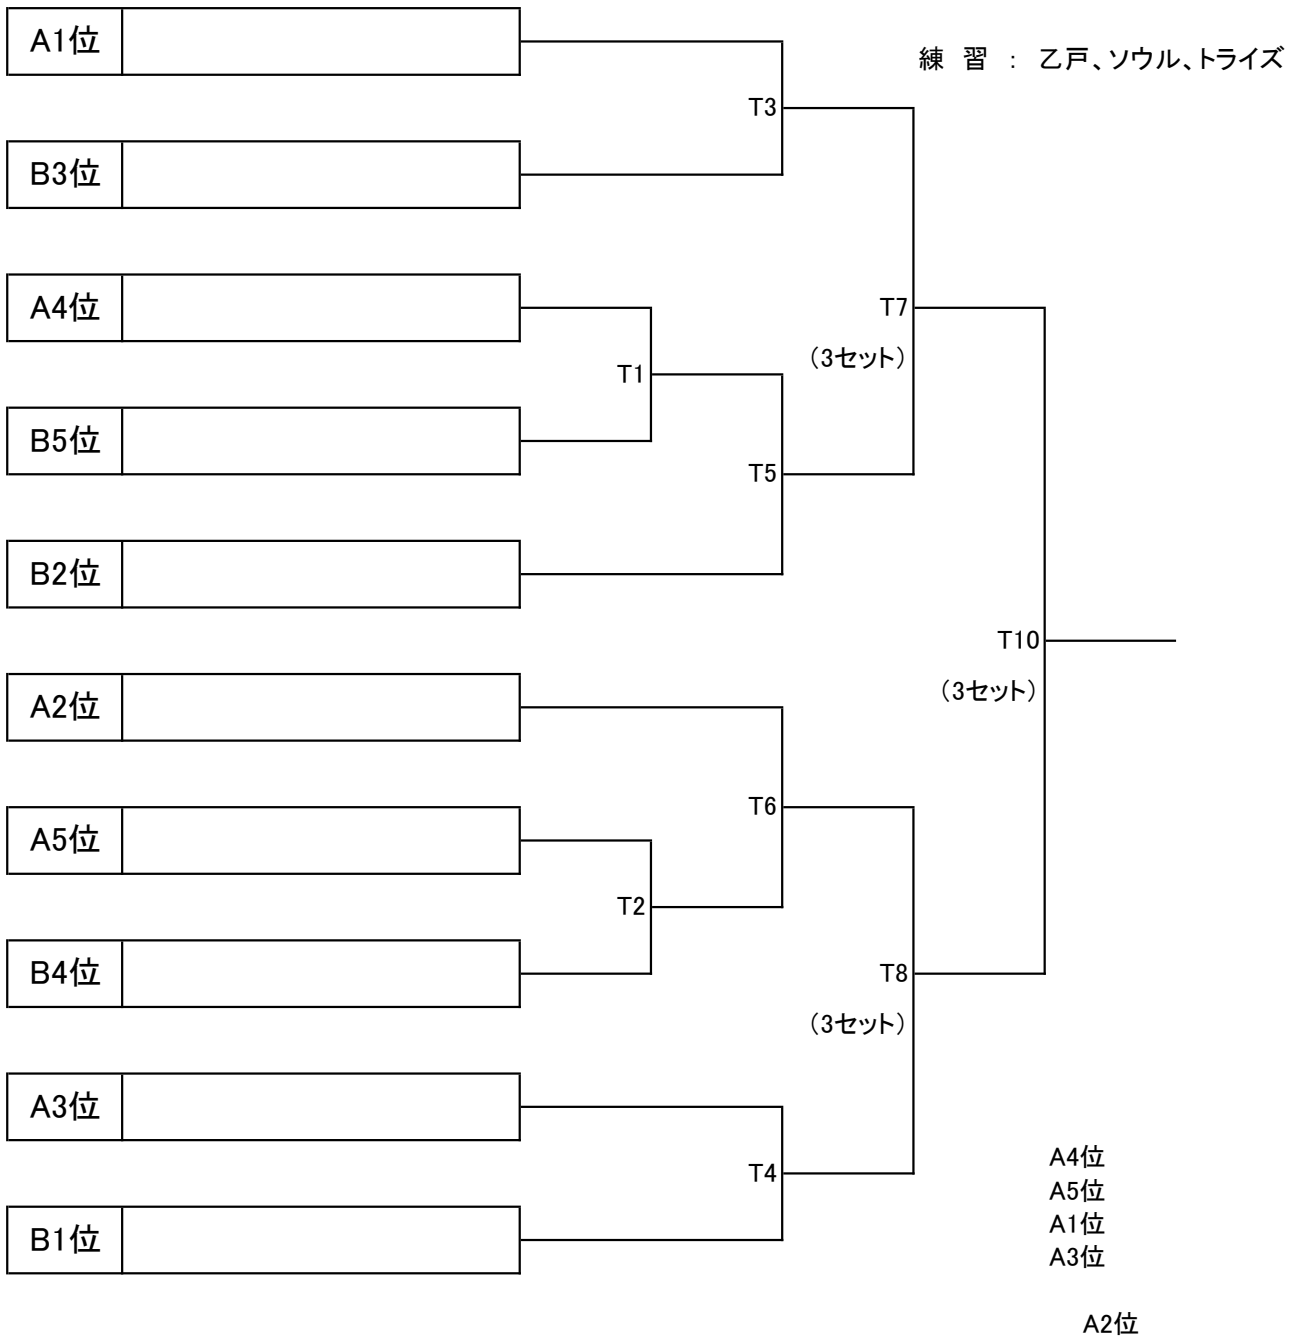 A1位
練 習 : 乙戸、ソウル、トライズ
T3
B3位
A4位
T7
(3セット)
T1
B5位
T5
B2位
T10
(3セット)
A2位
T6
A5位
T2
B4位
T8
(3セット)
A3位
T4
B1位
A4位
A5位
A1位
A3位
A2位